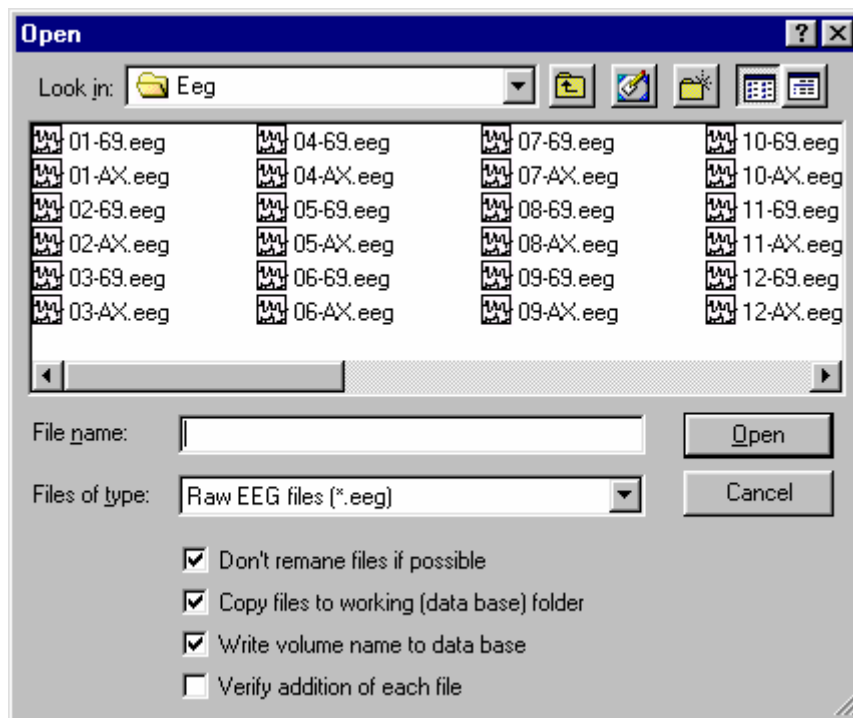 Open
Look in: Eeg
01-69.eeg 04-69.eeg 07-69.eeg 10-69.eeg
01-AX.eeg 04-AX.eeg 07-AX.eeg 10-AX.eeg
02-69.eeg 05-69.eeg 08-69.eeg 11-69.eeg
02-AX.eeg 05-AX.eeg 08-AX.eeg 11-AX.eeg
03-69.eeg 06-69.eeg 09-69.eeg 12-69.eeg
03-AX.eeg 06-AX.eeg 09-AX.eeg 12-AX.eeg
File name: Open
Files of type: Raw EEG files (*.eeg) Cancel
Don't remane files if possible
Copy files to working (data base) folder
Write volume name to data base
Verify addition of each file